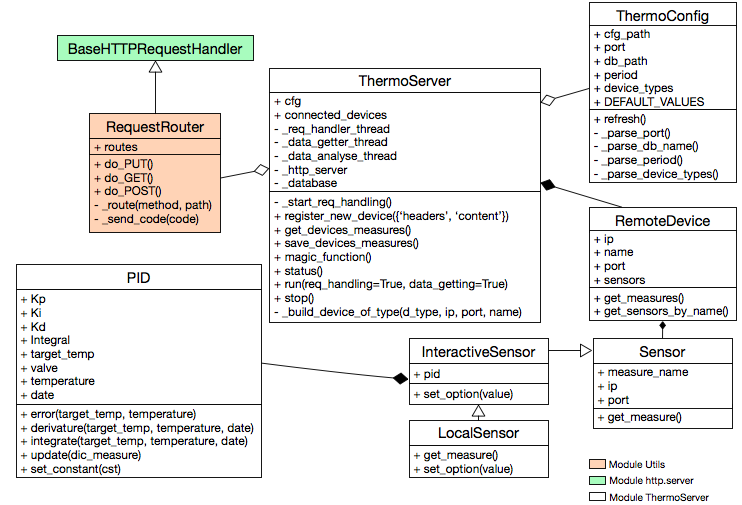 BaseHTTPRequestHandler
RequestRouter
+ routes
+ do_PUT()
+ do_GET()
+ do_POST()
- _route(method, path)
- _send_code(code)
ThermoServer
+ cfg
+ connected_devices
- _req_handler_thread
- _data_getter_thread
- _data_analyse_thread
- _http_server
- _database
- _start_req_handling()
+ register_new_device({‘headers’, ‘content’})
+ get_devices_measures()
+ save_devices_measures()
+ magic_function()
+ status()
+ run(req_handling=True, data_getting=True)
+ stop()
- _build_device_of_type(d_type, ip, port, name)
ThermoConfig
+ cfg_path
+ port
+ db_path
+ period
+ device_types
+ DEFAULT_VALUES
+ refresh()
- _parse_port()
- _parse_db_name()
- _parse_period()
- _parse_device_types()
RemoteDevice
+ ip
+ name
+ port
+ sensors
+ get_measures()
+ get_sensors_by_name()
PID
+ Kp
+ Ki
+ Kd
+ Integral
+ target_temp
+ valve
+ temperature
+ date
+ error(target_temp, temperature)
+ derivature(target_temp, temperature, date)
+ integrate(target_temp, temperature, date)
+ update(dic_measure)
+ set_constant(cst)
InteractiveSensor
+ pid
+ set_option(value)
Sensor
+ measure_name
+ ip
+ port
+ get_measure()
LocalSensor
+ get_measure()
+ set_option(value)
Module Utils
Module http.server
Module ThermoServer